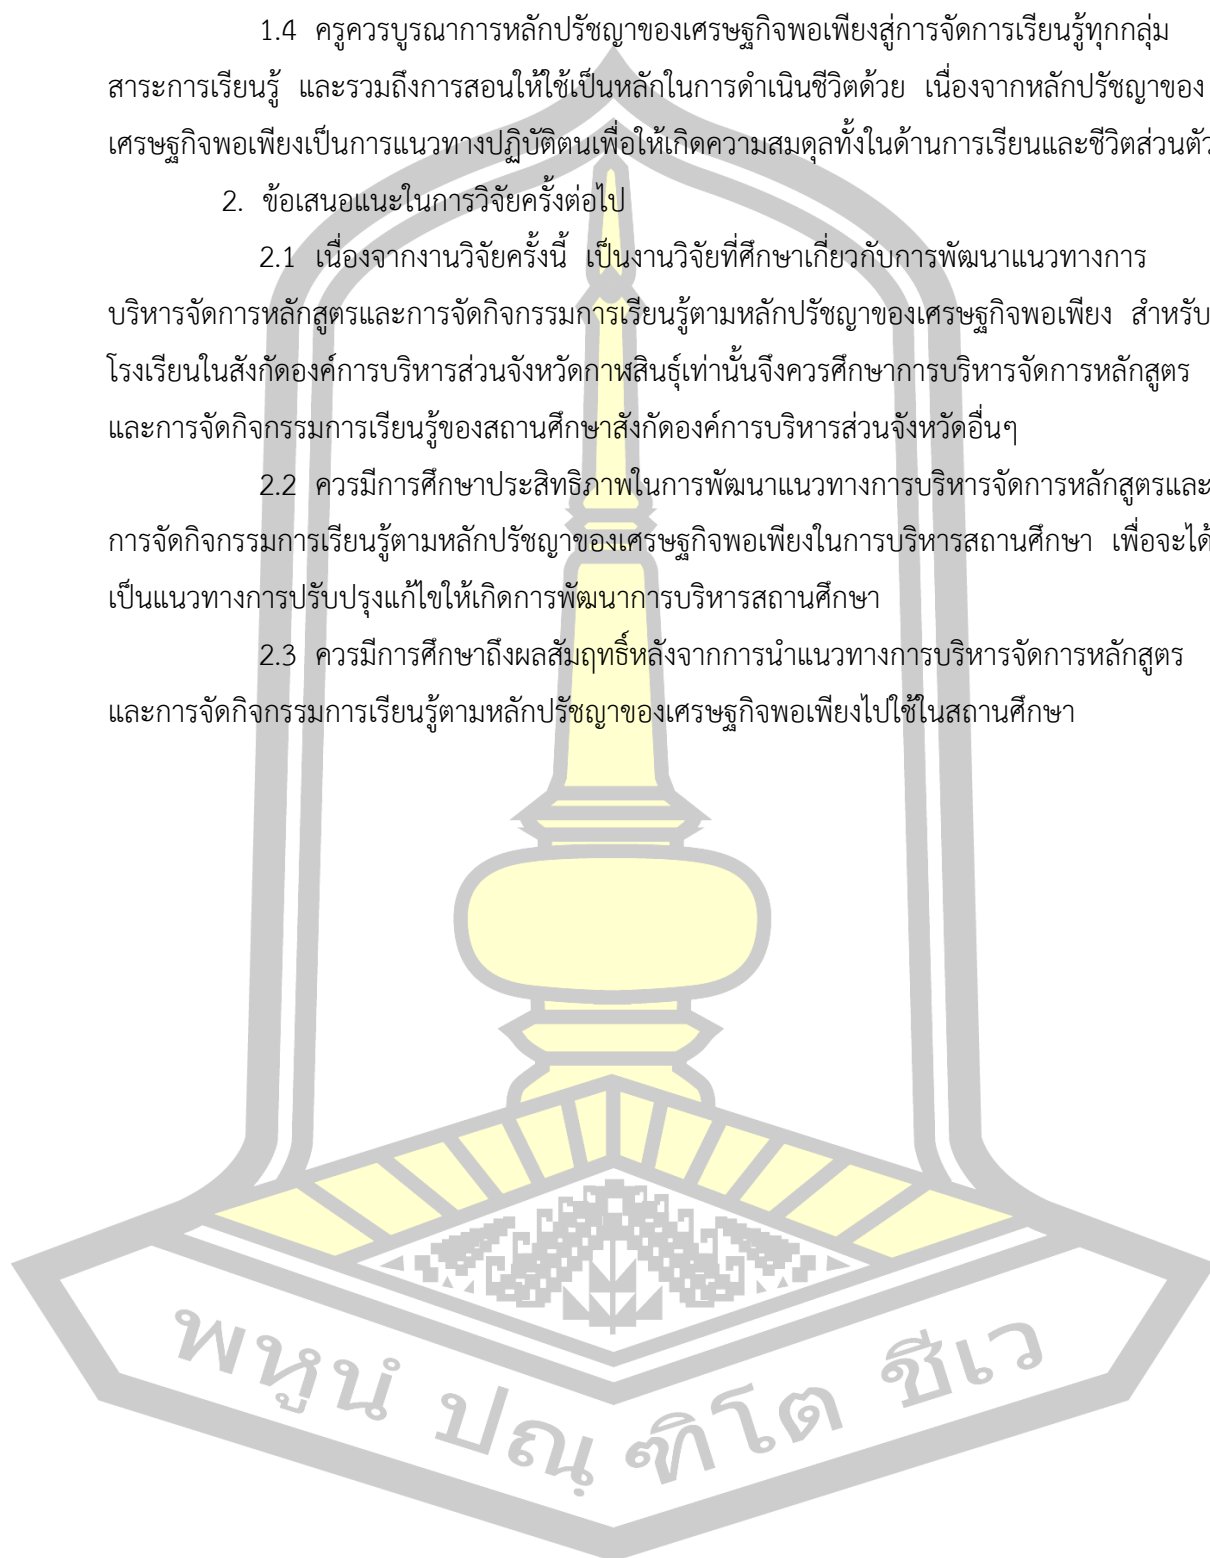 1.4 ครูควรบูรณาการหลักปรัชญาของเศรษฐกิจพอเพียงสู่การจัดการเรียนรู้ทุกกลุ่ม
สาระการเรียนรู้ และรวมถึงการสอนให้ใช้เป็นหลักในการดำเนินชีวิตด้วย เนื่องจากหลักปรัชญาของ
เศรษฐกิจพอเพียงเป็นการแนวทางปฏิบัติตนเพื่อให้เกิดความสมดุลทั้งในด้านการเรียนและชีวิตส่วนตัว
2. ข้อเสนอแนะในการวิจัยครั้งต่อไป
2.1 เนื่องจากงานวิจัยครั้งนี้ เป็นงานวิจัยที่ศึกษาเกี่ยวกับการพัฒนาแนวทางการ
บริหารจัดการหลักสูตรและการจัดกิจกรรมการเรียนรู้ตามหลักปรัชญาของเศรษฐกิจพอเพียง สำหรับ
โรงเรียนในสังกัดองค์การบริหารส่วนจังหวัดกาฬสินธุ์เท่านั้นจึงควรศึกษาการบริหารจัดการหลักสูตร
และการจัดกิจกรรมการเรียนรู้ของสถานศึกษาสังกัดองค์การบริหารส่วนจังหวัดอื่นๆ
2.2 ควรมีการศึกษาประสิทธิภาพในการพัฒนาแนวทางการบริหารจัดการหลักสูตรและ
การจัดกิจกรรมการเรียนรู้ตามหลักปรัชญาของเศรษฐกิจพอเพียงในการบริหารสถานศึกษา เพื่อจะได้
เป็นแนวทางการปรับปรุงแก้ไขให้เกิดการพัฒนาการบริหารสถานศึกษา
2.3 ควรมีการศึกษาถึงผลสัมฤทธิ์หลังจากการนำแนวทางการบริหารจัดการหลักสูตร
และการจัดกิจกรรมการเรียนรู้ตามหลักปรัชญาของเศรษฐกิจพอเพียงไปใช้ในสถานศึกษา
พหูนํ ปณฺ ฑิโต ชีเว